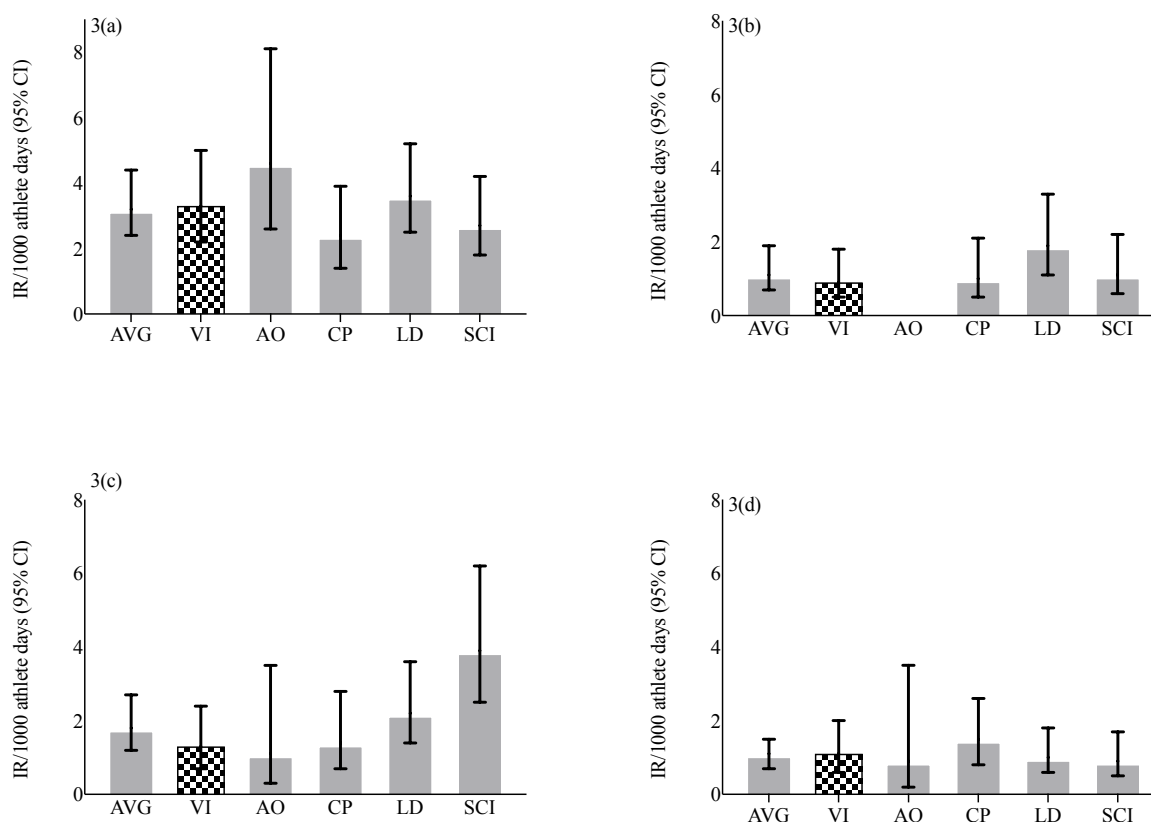 3(a)
IR/1000 athlete days (95% CI)
8
6
4
2
0
AVG VI AO CP LD SCI
3(b)
IR/1000 athlete days (95% CI)
8
6
4
2
0
AVG VI AO CP LD SCI
3(c)
IR/1000 athlete days (95% CI)
8
6
4
2
0
AVG VI AO CP LD SCI
3(d)
IR/1000 athlete days (95% CI)
8
6
4
2
0
AVG VI AO CP LD SCI